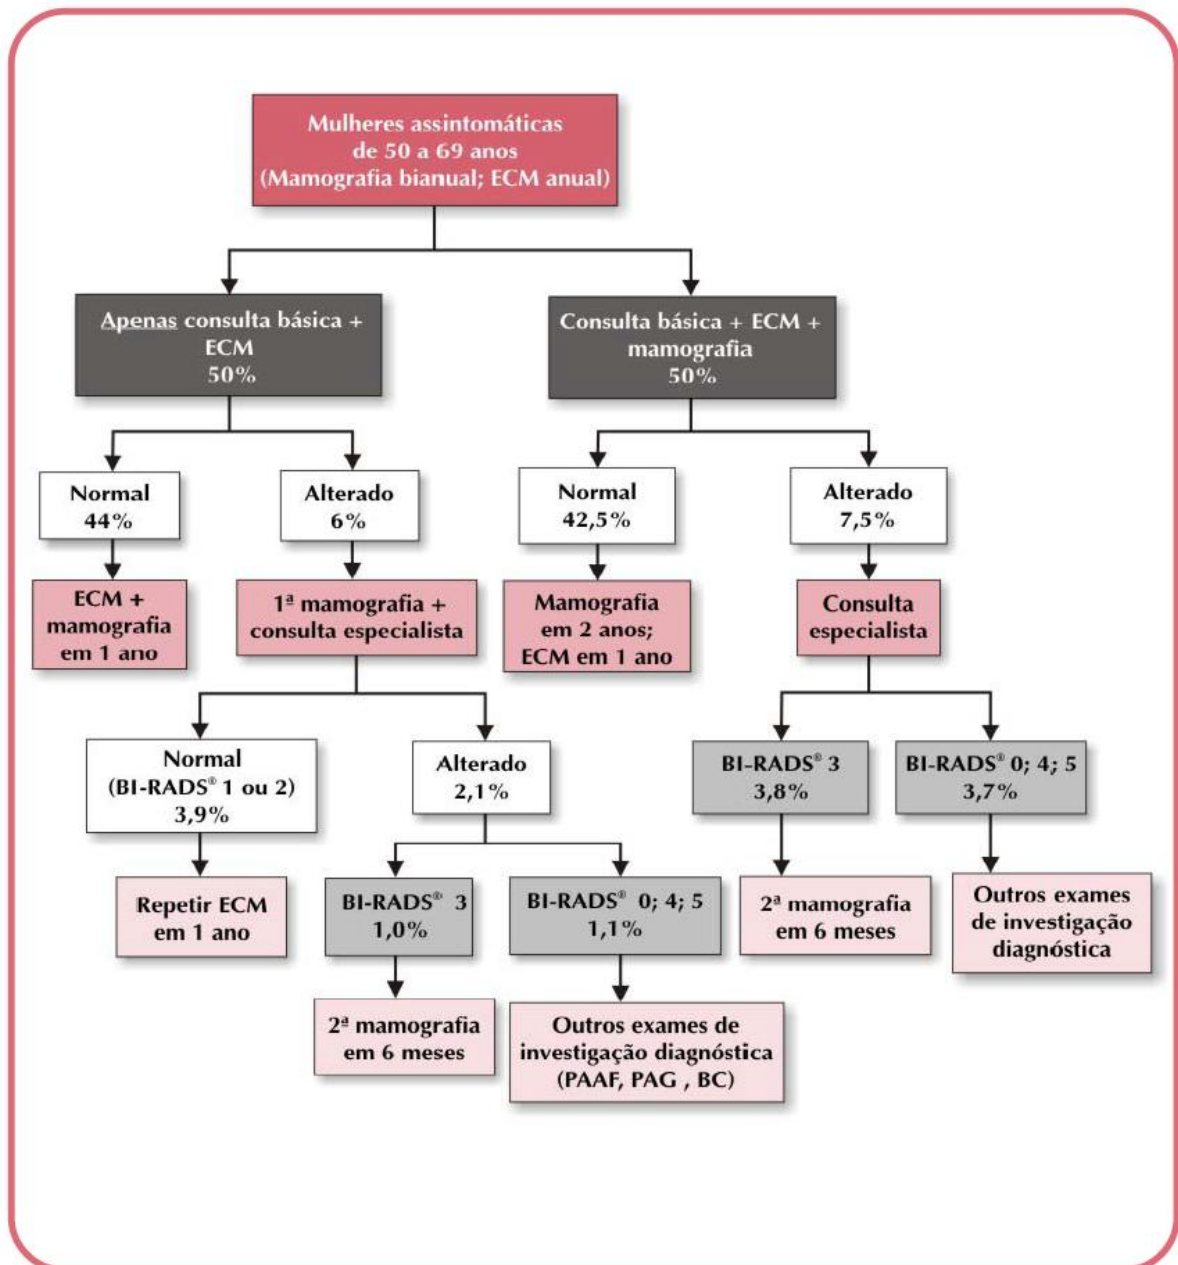 Mulheres assintomáticas
de 50 a 69 anos
(Mamografia bianual; ECM anual)
Apenas consulta básica +
ECM
50%
Consulta básica + ECM +
mamografia
50%
Normal
44%
Alterado
6%
Normal
42,5%
Alterado
7,5%
ECM +
mamografia
em 1 ano
1ª mamografia +
consulta especialista
Mamografia
em 2 anos;
ECM em 1 ano
Consulta
especialista
Normal
(BI-RADS® 1 ou 2)
3,9%
Alterado
2,1%
BI-RADS® 3
3,8%
BI-RADS® 0; 4; 5
3,7%
Repetir ECM
em 1 ano
BI-RADS® 3
1,0%
BI-RADS® 0; 4; 5
1,1%
2ª mamografia
em 6 meses
Outros exames
de investigação
diagnóstica
2ª mamografia
em 6 meses
Outros exames de
investigação diagnóstica
(PAAF, PAG , BC)